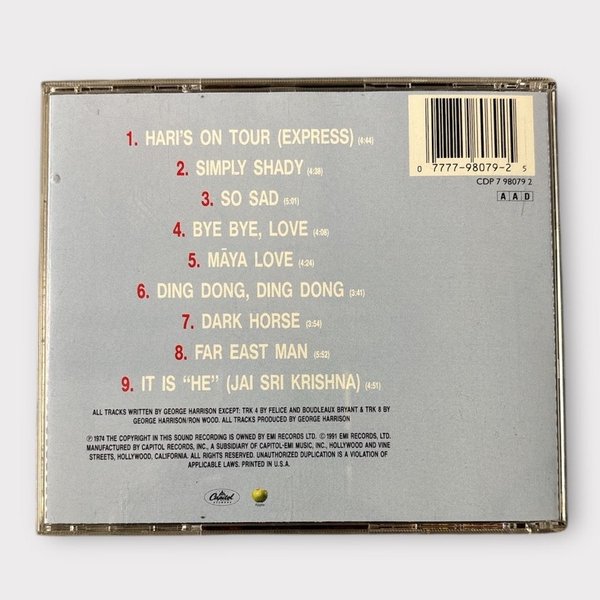 1. HARI'S ON TOUR (EXPRESS) (4:44)
2. SIMPLY SHADY (4:38)
3. SO SAD (5:01)
4. BYE BYE, LOVE (4:08)
5. MĀYA LOVE (4:24)
6. DING DONG, DING DONG (3:41)
7. DARK HORSE (3:54)
8. FAR EAST MAN (5:52)
9. IT IS “HE” (JAI SRI KRISHNA) (4:51)
0 7777-98079-2 5
CDP 7 98079 2
A A D
ALL TRACKS WRITTEN BY GEORGE HARRISON EXCEPT: TRK 4 BY FELICE AND BOUDLEAUX BRYANT & TRK 8 BY
GEORGE HARRISON/RON WOOD. ALL TRACKS PRODUCED BY GEORGE HARRISON
℗ 1974 THE COPYRIGHT IN THIS SOUND RECORDING IS OWNED BY EMI RECORDS LTD. © 1991 EMI RECORDS, LTD.
MANUFACTURED BY CAPITOL RECORDS, INC., A SUBSIDIARY OF CAPITOL-EMI MUSIC, INC., HOLLYWOOD AND VINE
STREETS, HOLLYWOOD, CALIFORNIA. ALL RIGHTS RESERVED. UNAUTHORIZED DUPLICATION IS A VIOLATION OF
APPLICABLE LAWS. PRINTED IN U.S.A.
Capitol
RECORDS
Apple